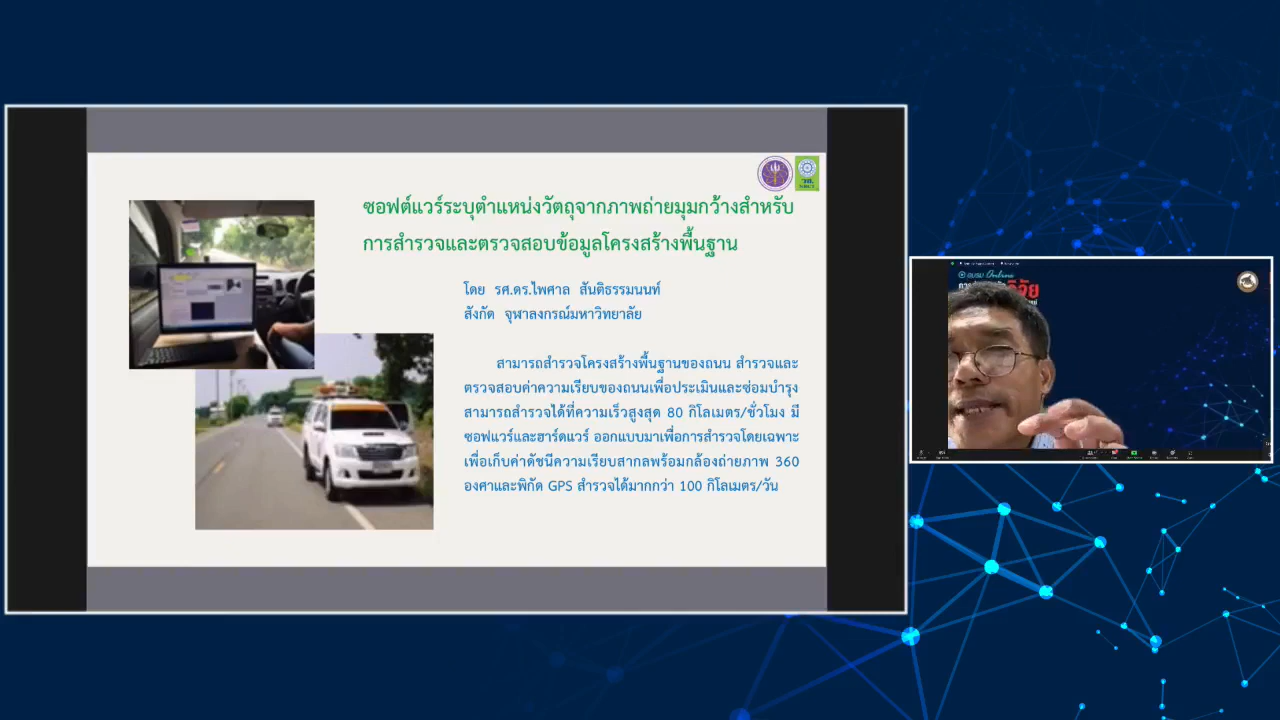 ซอฟต์แวร์ระบุตำแหน่งวัตถุจากภาพถ่ายมุมกว้างสำหรับ
การสำรวจและตรวจสอบข้อมูลโครงสร้างพื้นฐาน
โดย รศ.ดร.ไพศาล สันติธรรมนนท์
สังกัด จุฬาลงกรณ์มหาวิทยาลัย
สามารถสำรวจโครงสร้างพื้นฐานของถนน สำรวจและ
ตรวจสอบค่าความเรียบของถนนเพื่อประเมินและซ่อมบำรุง
สามารถสำรวจได้ที่ความเร็วสูงสุด 80 กิโลเมตร/ชั่วโมง มี
ซอฟแวร์และฮาร์ดแวร์ ออกแบบมาเพื่อการสำรวจโดยเฉพาะ
เพื่อเก็บค่าดัชนีความเรียบสากลพร้อมกล้องถ่ายภาพ 360
องศาและพิกัด GPS สำรวจได้มากกว่า 100 กิโลเมตร/วัน
อบรม Online
วิจัย